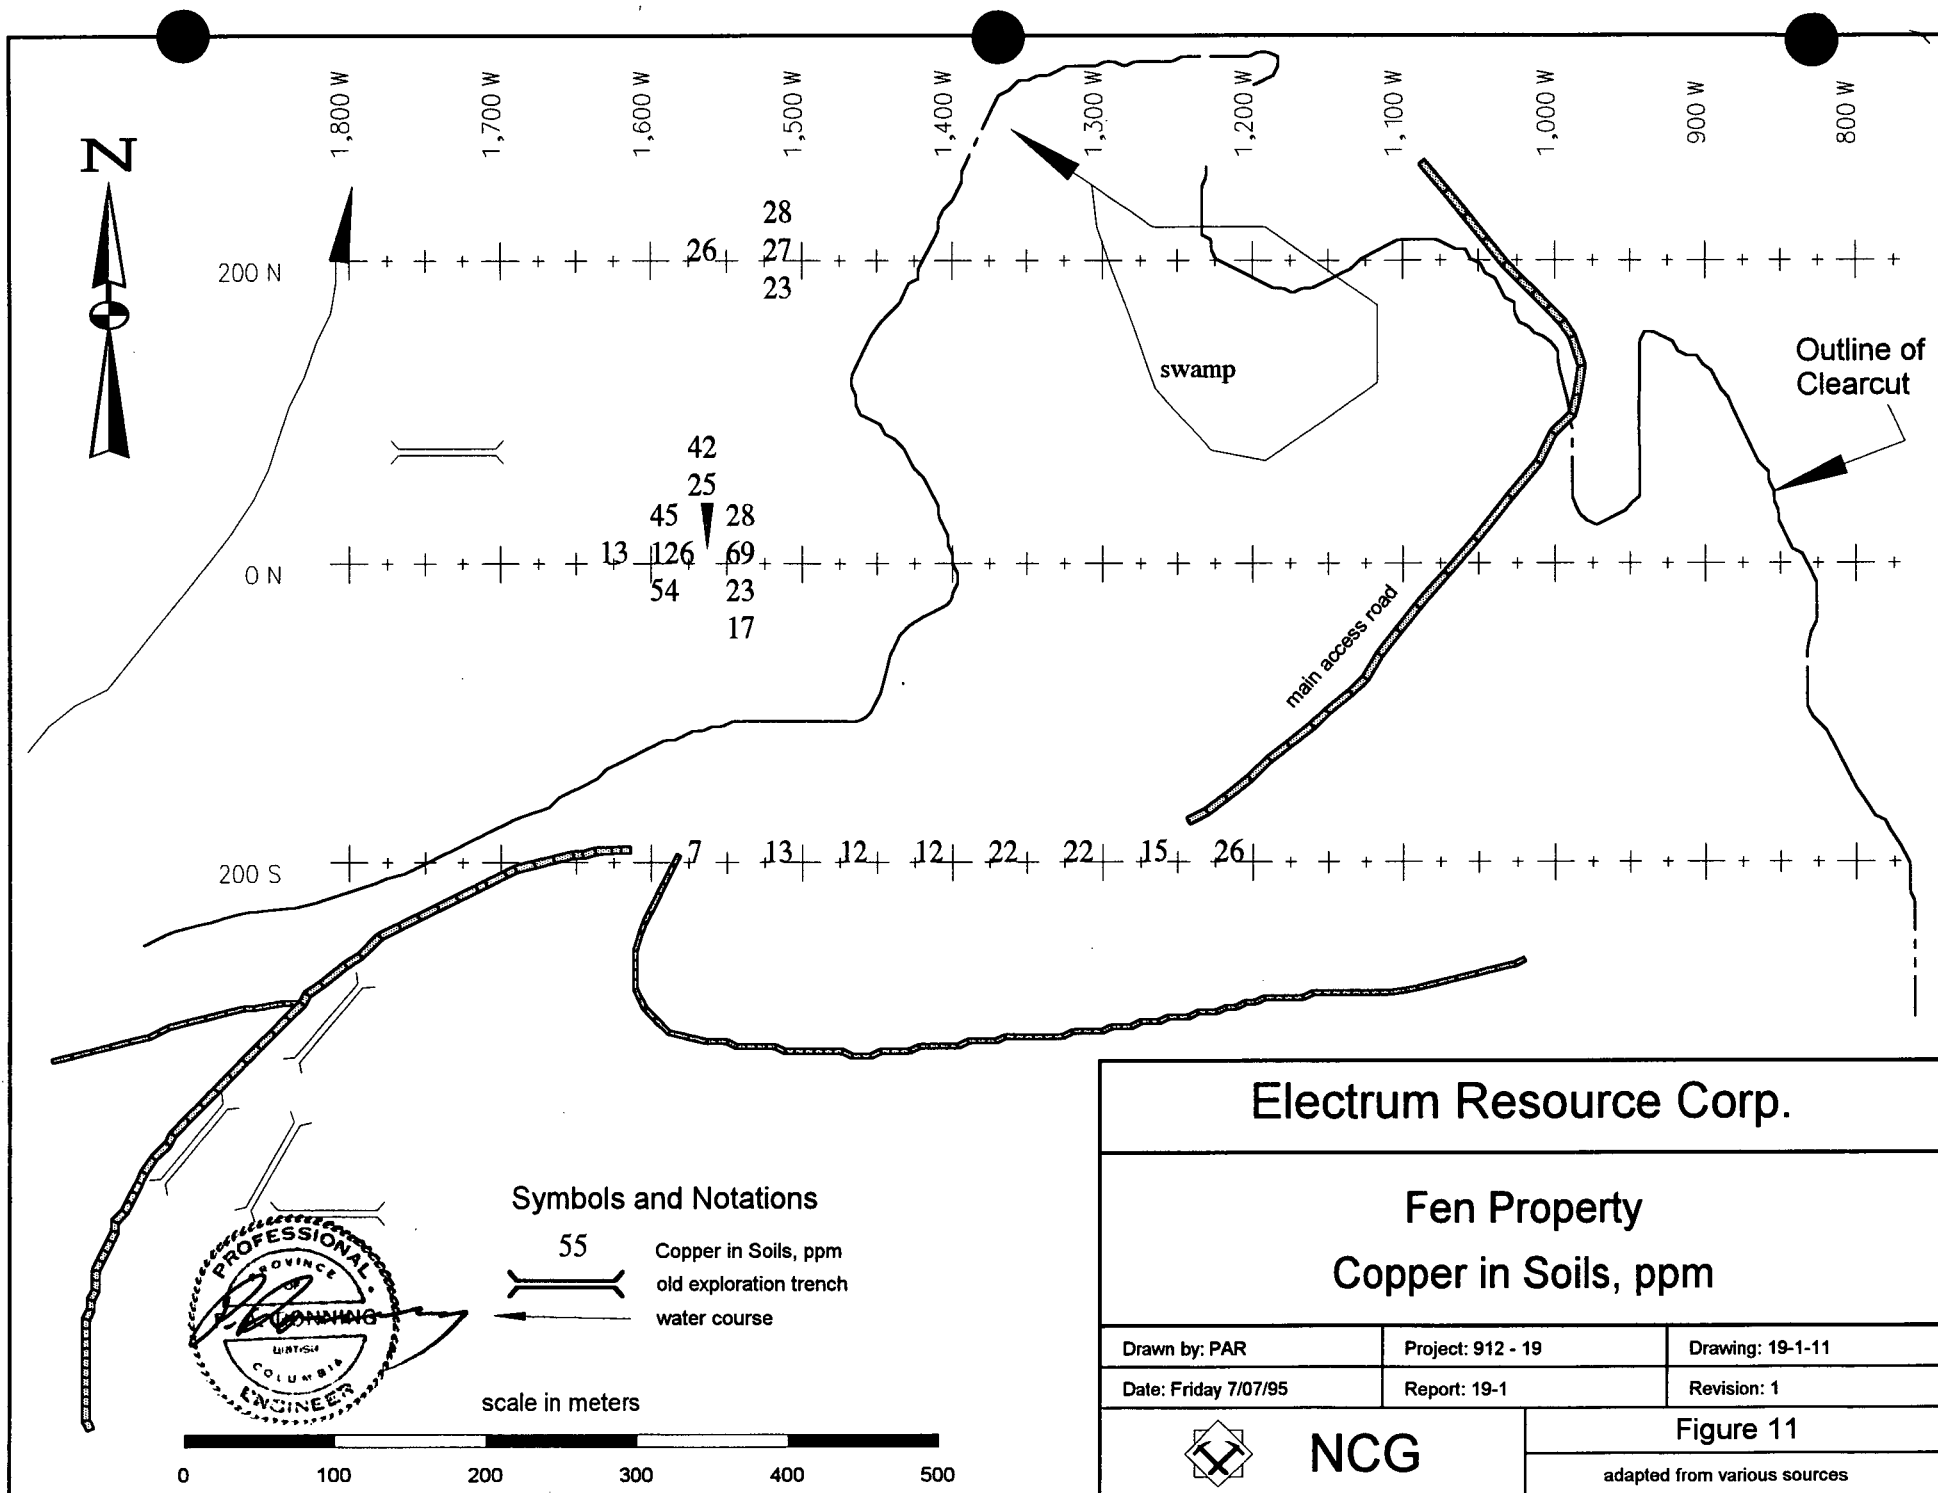 1,800 W 1,700 W 1,600 W 1,500 W 1,400 W 1,300 W 1,200 W 1,100 W 1,000 W 900 W 800 W
N
28
200 N 26 27
23
swamp
Outline of
Clearcut
42
25
45 28
0 N 13 126 69
54 23
17
main access road
200 S 7 13 12 12 22 22 15 26
Symbols and Notations
55 Copper in Soils, ppm
old exploration trench
water course
PROFESSIONAL
PROVINCE
OF
BRITISH
COLUMBIA
ENGINEER
scale in meters
0 100 200 300 400 500
Electrum Resource Corp.
Fen Property
Copper in Soils, ppm
Drawn by: PAR Project: 912 - 19 Drawing: 19-1-11
Date: Friday 7/07/95 Report: 19-1 Revision: 1
NCG
Figure 11
adapted from various sources